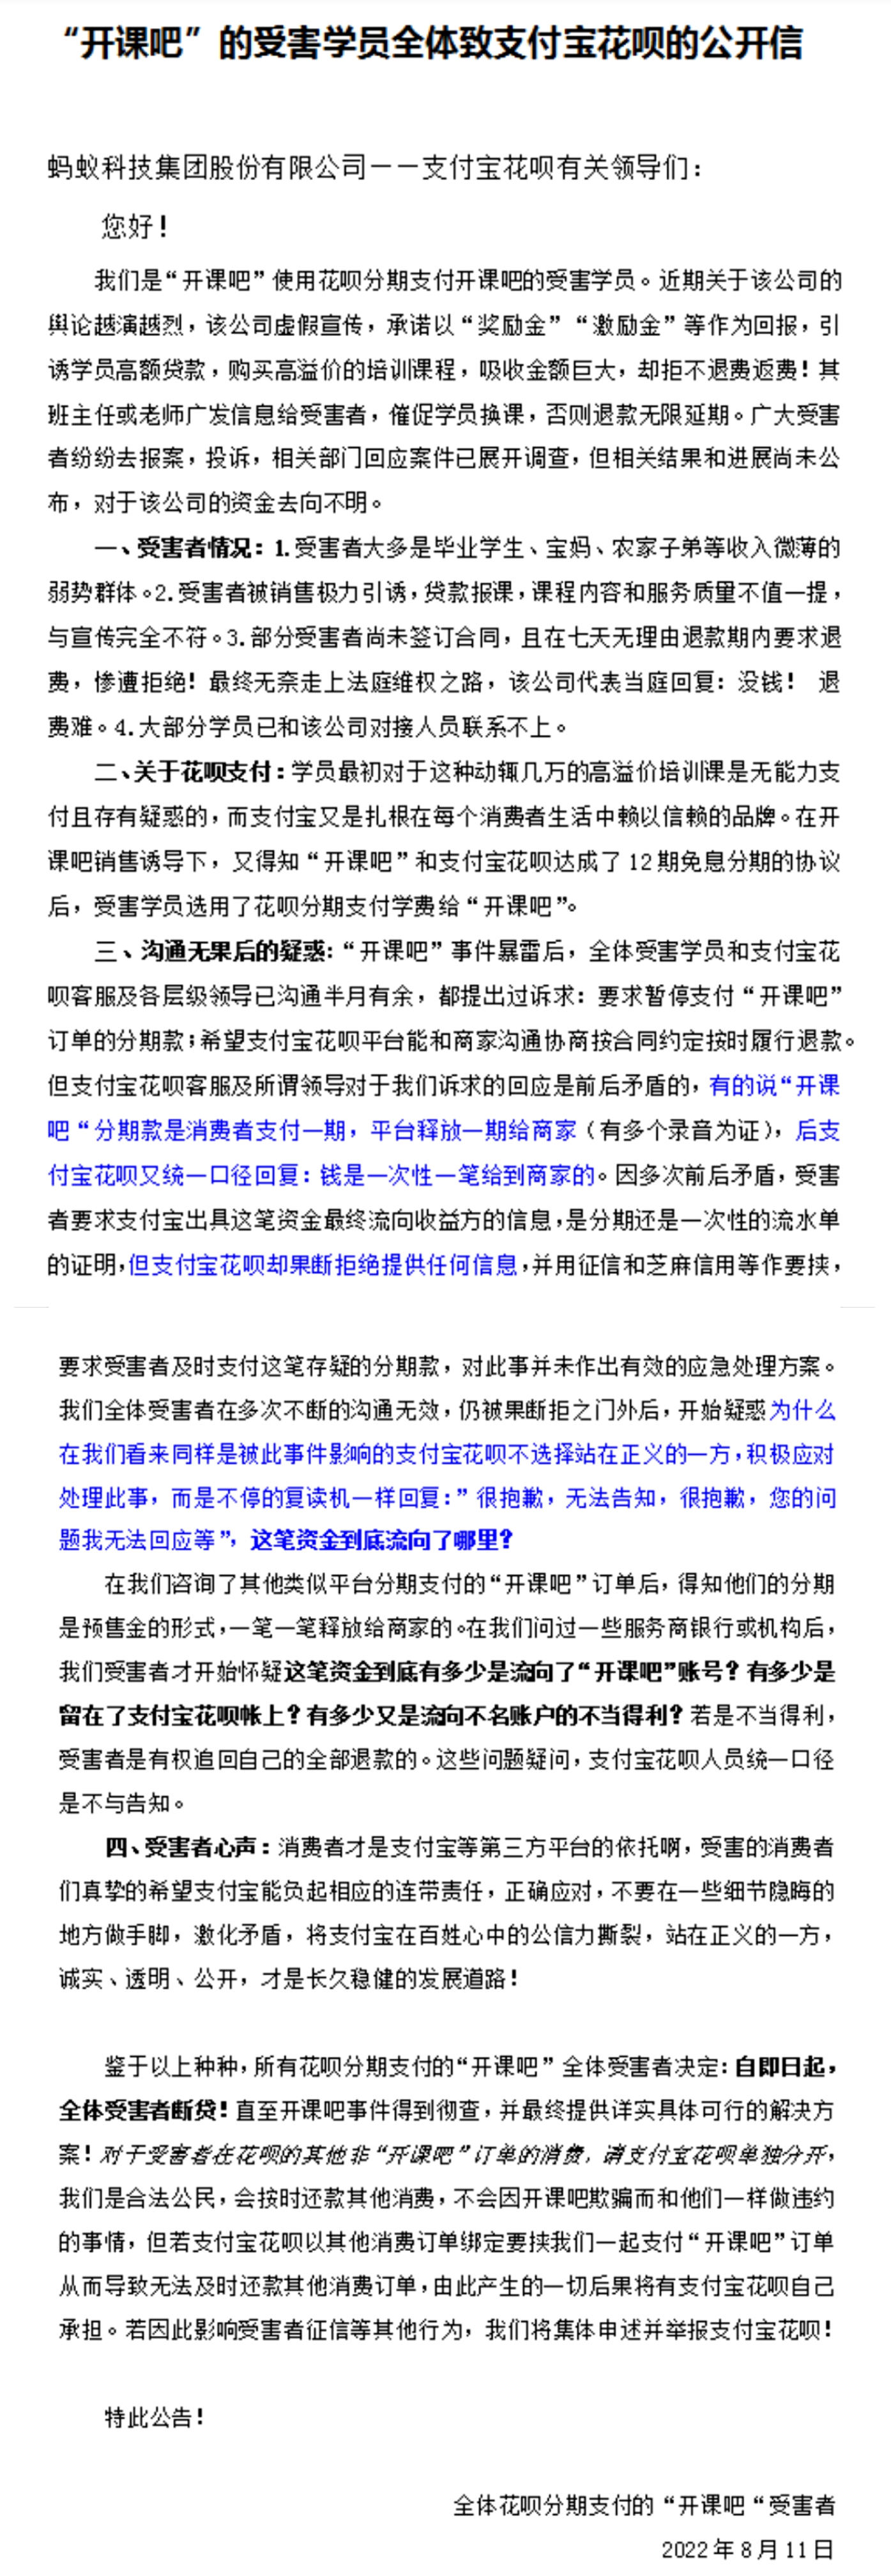 “开课吧”的受害学员全体致支付宝花呗的公开信
蚂蚁科技集团股份有限公司——支付宝花呗有关领导们：
您好！
我们是“开课吧”使用花呗分期支付开课吧的受害学员。近期关于该公司的
舆论越演越烈，该公司虚假宣传，承诺以“奖励金”“激励金”等作为回报，引
诱学员高额贷款，购买高溢价的培训课程，吸收金额巨大，却拒不退费返费！其
班主任或老师广发信息给受害者，催促学员换课，否则退款无限延期。广大受害
者纷纷去报案，投诉，相关部门回应案件已展开调查，但相关结果和进展尚未公
布，对于该公司的资金去向不明。
一、受害者情况：1.受害者大多是毕业学生、宝妈、农家子弟等收入微薄的
弱势群体。2.受害者被销售极力引诱，贷款报课，课程内容和服务质量不值一提，
与宣传完全不符。3.部分受害者尚未签订合同，且在七天无理由退款期内要求退
费，惨遭拒绝！最终无奈走上法庭维权之路，该公司代表当庭回复：没钱！ 退
费难。4.大部分学员已和该公司对接人员联系不上。
二、关于花呗支付：学员最初对于这种动辄几万的高溢价培训课是无能力支
付且存有疑惑的，而支付宝又是扎根在每个消费者生活中赖以信赖的品牌。在开
课吧销售诱导下，又得知“开课吧”和支付宝花呗达成了12期免息分期的协议
后，受害学员选用了花呗分期支付学费给“开课吧”。
三、沟通无果后的疑惑：“开课吧”事件暴雷后，全体受害学员和支付宝花
呗客服及各层级领导已沟通半月有余，都提出过诉求：要求暂停支付“开课吧”
订单的分期款；希望支付宝花呗平台能和商家沟通协商按合同约定按时履行退款。
但支付宝花呗客服及所谓领导对于我们诉求的回应是前后矛盾的，有的说“开课
吧“分期款是消费者支付一期，平台释放一期给商家（有多个录音为证），后支
付宝花呗又统一口径回复：钱是一次性一笔给到商家的。因多次前后矛盾，受害
者要求支付宝出具这笔资金最终流向收益方的信息，是分期还是一次性的流水单
的证明，但支付宝花呗却果断拒绝提供任何信息，并用征信和芝麻信用等作要挟，
要求受害者及时支付这笔存疑的分期款，对此事并未作出有效的应急处理方案。
我们全体受害者在多次不断的沟通无效，仍被果断拒之门外后，开始疑惑为什么
在我们看来同样是被此事件影响的支付宝花呗不选择站在正义的一方，积极应对
处理此事，而是不停的复读机一样回复：”很抱歉，无法告知，很抱歉，您的问
题我无法回应等”，这笔资金到底流向了哪里？
在我们咨询了其他类似平台分期支付的“开课吧”订单后，得知他们的分期
是预售金的形式，一笔一笔释放给商家的。在我们问过一些服务商银行或机构后，
我们受害者才开始怀疑这笔资金到底有多少是流向了“开课吧”账号？有多少是
留在了支付宝花呗帐上？有多少又是流向不名账户的不当得利？若是不当得利，
受害者是有权追回自己的全部退款的。这些问题疑问，支付宝花呗人员统一口径
是不与告知。
四、受害者心声：消费者才是支付宝等第三方平台的依托啊，受害的消费者
们真挚的希望支付宝能负起相应的连带责任，正确应对，不要在一些细节隐晦的
地方做手脚，激化矛盾，将支付宝在百姓心中的公信力撕裂，站在正义的一方，
诚实、透明、公开，才是长久稳健的发展道路！
鉴于以上种种，所有花呗分期支付的“开课吧”全体受害者决定：自即日起，
全体受害者断贷！直至开课吧事件得到彻查，并最终提供详实具体可行的解决方
案！对于受害者在花呗的其他非“开课吧”订单的消费，请支付宝花呗单独分开，
我们是合法公民，会按时还款其他消费，不会因开课吧欺骗而和他们一样做违约
的事情，但若支付宝花呗以其他消费订单绑定要挟我们一起支付“开课吧”订单
从而导致无法及时还款其他消费订单，由此产生的一切后果将有支付宝花呗自己
承担。若因此影响受害者征信等其他行为，我们将集体申述并举报支付宝花呗！
特此公告！
全体花呗分期支付的“开课吧“受害者
2022年8月11日